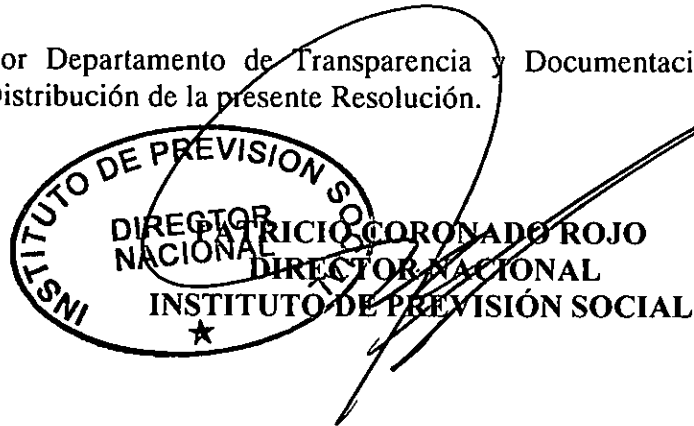 or Departamento de Transparencia y Documentaci
Distribución de la presente Resolución.
INSTITUTO DE PREVISION SOCIAL
DIRECTOR
NACIONAL
PATRICIO CORONADO ROJO
DIRECTOR NACIONAL
INSTITUTO DE PREVISIÓN SOCIAL